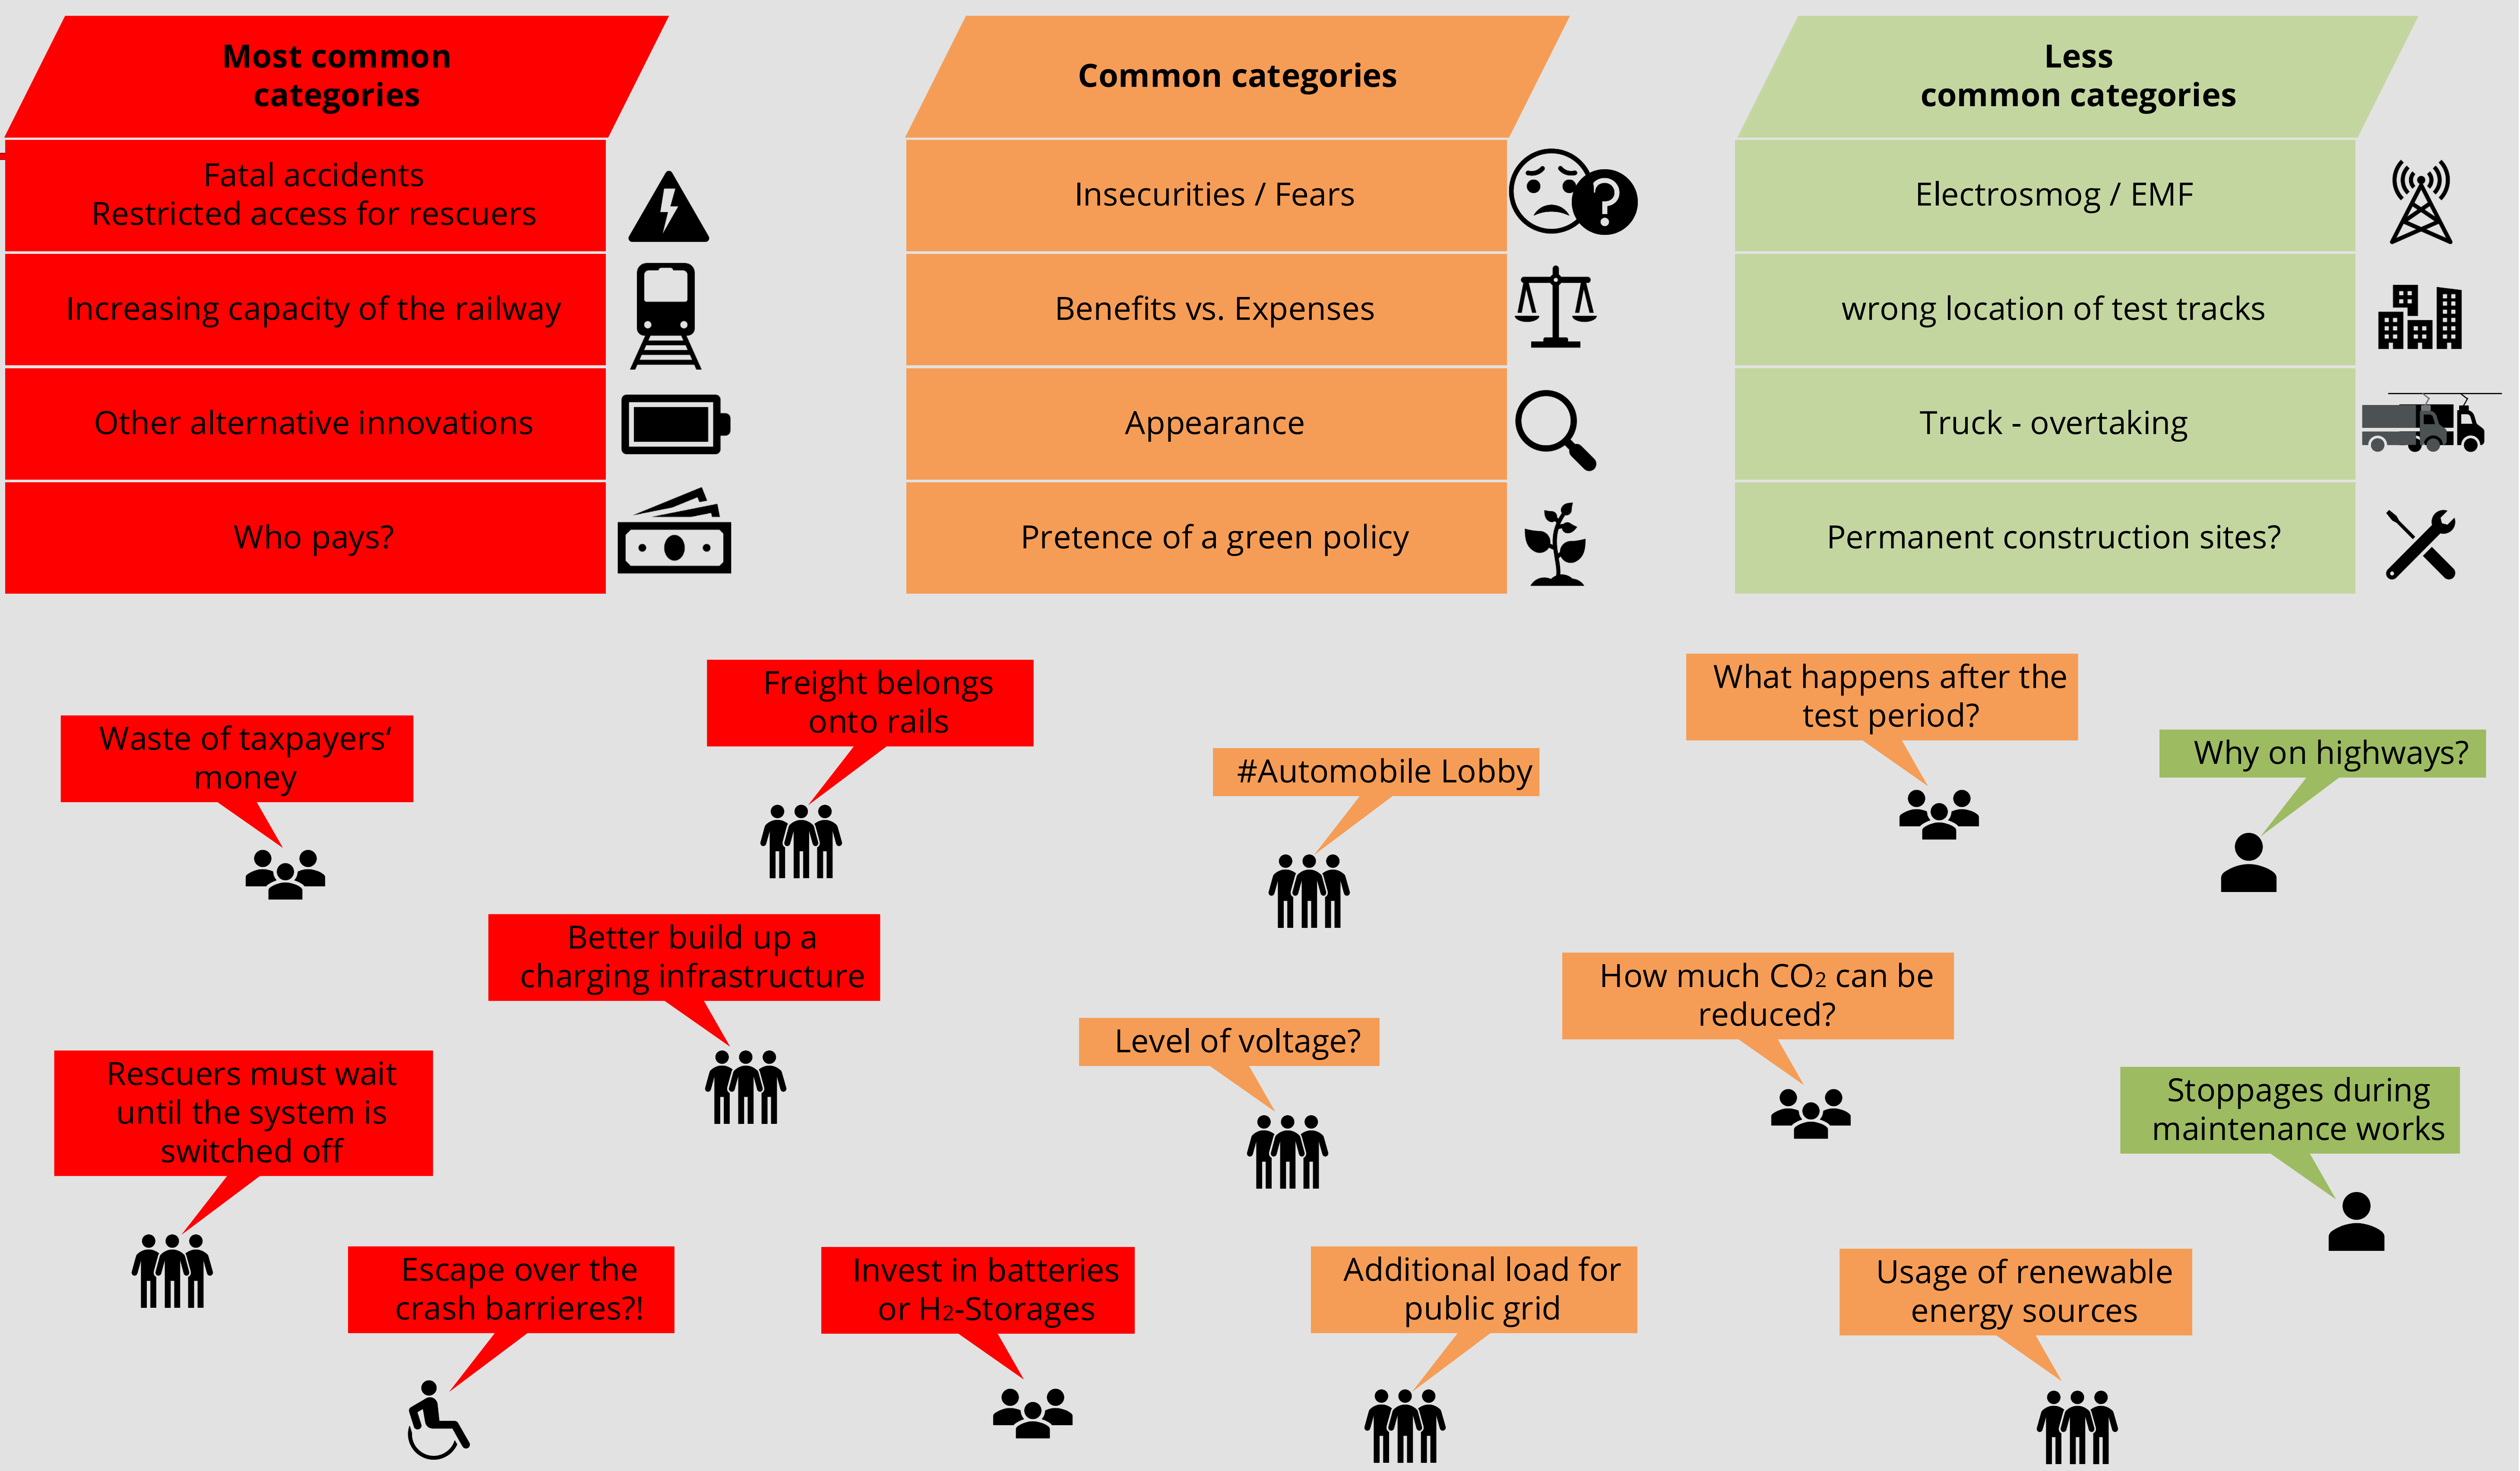 Most common
categories
Fatal accidents
Restricted access for rescuers
Increasing capacity of the railway
Other alternative innovations
Who pays?
Common categories
Insecurities / Fears
Benefits vs. Expenses
Appearance
Pretence of a green policy
Less
common categories
Electrosmog / EMF
wrong location of test tracks
Truck - overtaking
Permanent construction sites?
Waste of taxpayers‘
money
Freight belongs
onto rails
#Automobile Lobby
What happens after the
test period?
Why on highways?
Better build up a
charging infrastructure
Level of voltage?
How much CO2 can be
reduced?
Rescuers must wait
until the system is
switched off
Stoppages during
maintenance works
Escape over the
crash barrieres?!
Invest in batteries
or H2-Storages
Additional load for
public grid
Usage of renewable
energy sources